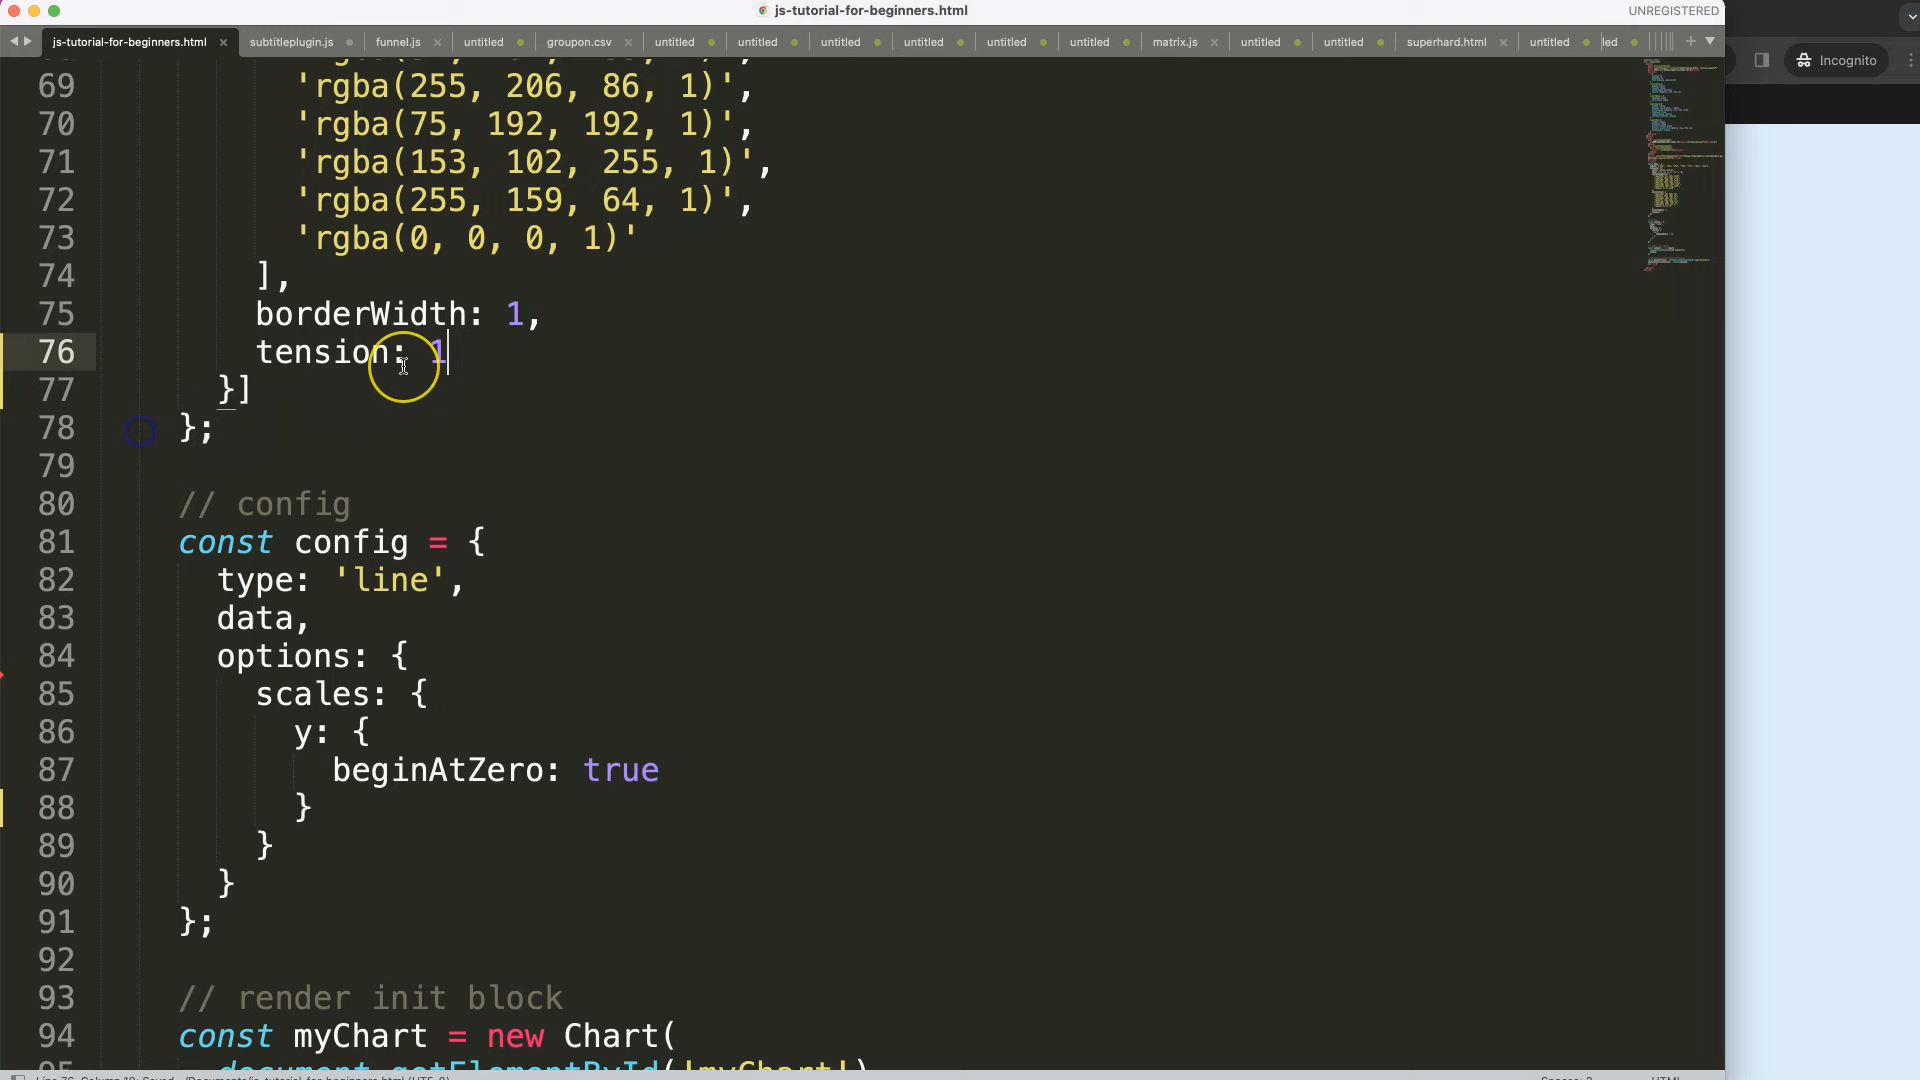 js-tutorial-for-beginners.html
UNREGISTERED
js-tutorial-for-beginners.html subtitleplugin.js funnel.js untitled groupon.csv untitled untitled untitled untitled untitled untitled matrix.js untitled untitled superhard.html untitled led
Incognito
69 'rgba(255, 206, 86, 1)',
70 'rgba(75, 192, 192, 1)',
71 'rgba(153, 102, 255, 1)',
72 'rgba(255, 159, 64, 1)',
73 'rgba(0, 0, 0, 1)'
74 ],
75 borderWidth: 1,
76 tension: 1
77 }]
78 };
79
80 // config
81 const config = {
82 type: 'line',
83 data,
84 options: {
85 scales: {
86 y: {
87 beginAtZero: true
88 }
89 }
90 }
91 };
92
93 // render init block
94 const myChart = new Chart(
95 document.getElementById('myChart')